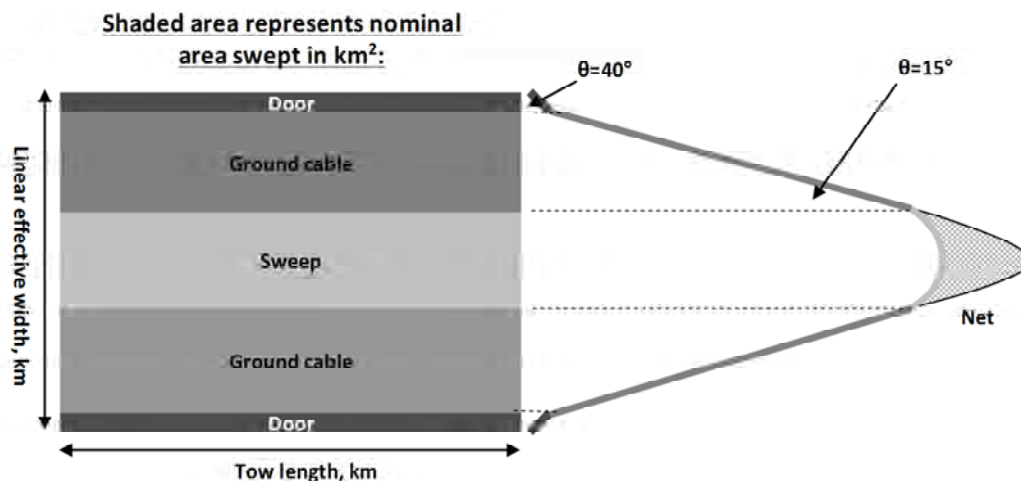 Shaded area represents nominal
area swept in km²:
θ=40°
θ=15°
Door
Ground cable
Sweep
Ground cable
Door
Net
Linear effective width, km
Tow length, km